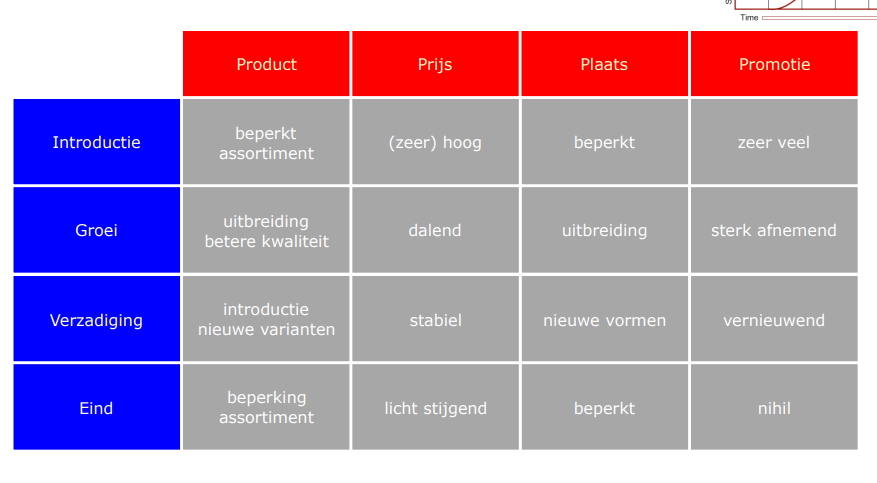 Time
Product
Prijs
Plaats
Promotie
Introductie
beperkt
assortiment
(zeer) hoog
beperkt
zeer veel
Groei
uitbreiding
betere kwaliteit
dalend
uitbreiding
sterk afnemend
Verzadiging
introductie
nieuwe varianten
stabiel
nieuwe vormen
vernieuwend
Eind
beperking
assortiment
licht stijgend
beperkt
nihil